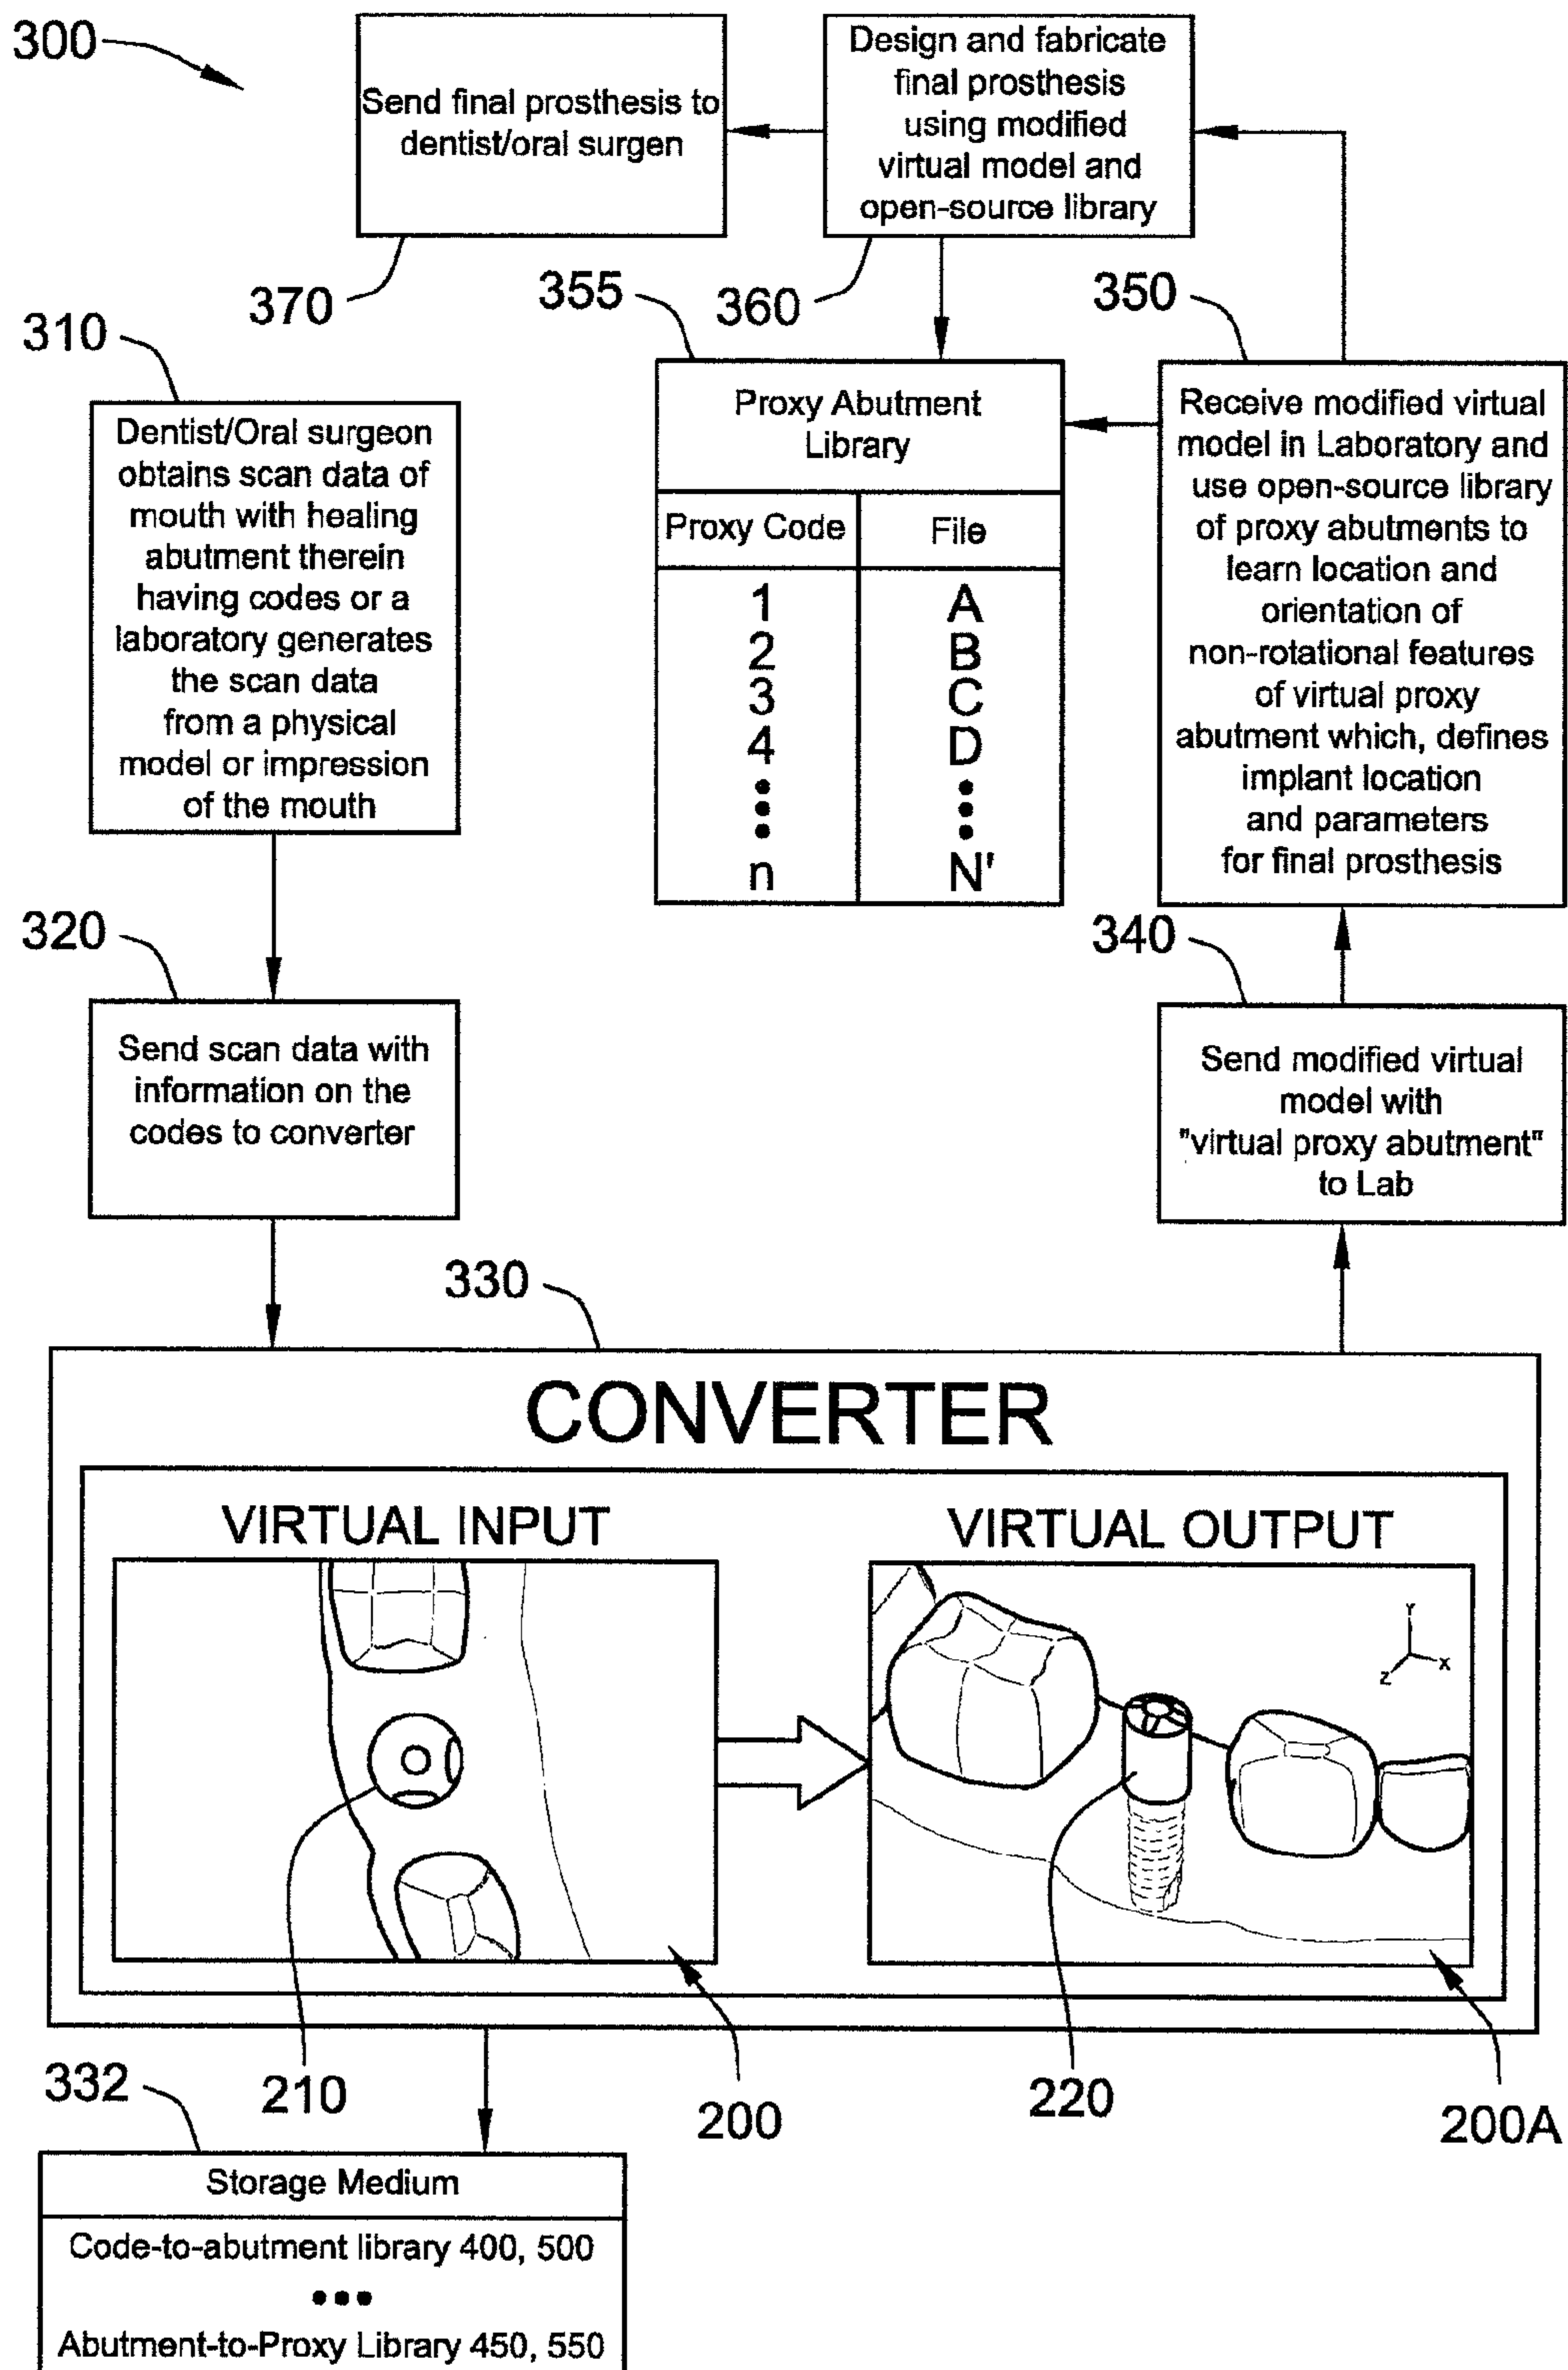 300
Send final prosthesis to
dentist/oral surgen
370
Design and fabricate
final prosthesis
using modified
virtual model and
open-source library
360
310
Dentist/Oral surgeon
obtains scan data of
mouth with healing
abutment therein
having codes or a
laboratory generates
the scan data
from a physical
model or impression
of the mouth
355
Proxy Abutment
Library
Proxy Code File
1 A
2 B
3 C
4 D
n N'
350
Receive modified virtual
model in Laboratory and
use open-source library
of proxy abutments to
learn location and
orientation of
non-rotational features
of virtual proxy
abutment which, defines
implant location
and parameters
for final prosthesis
320
Send scan data with
information on the
codes to converter
340
Send modified virtual
model with
"virtual proxy abutment"
to Lab
330
CONVERTER
VIRTUAL INPUT
VIRTUAL OUTPUT
Y
Z X
210
200
220
200A
332
Storage Medium
Code-to-abutment library 400, 500
Abutment-to-Proxy Library 450, 550